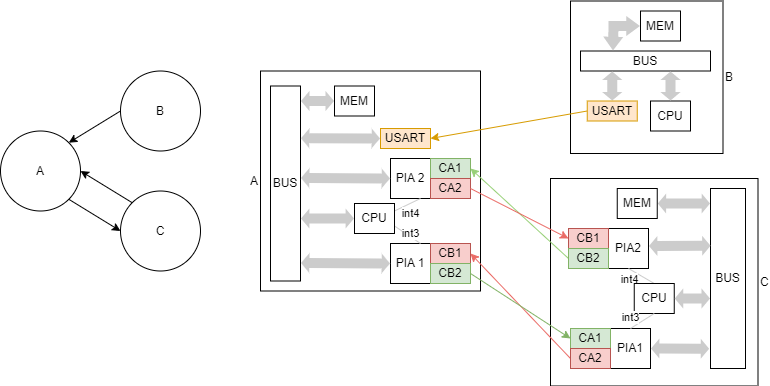 B
A
C
MEM
BUS
B
USART
CPU
A
BUS
MEM
USART
PIA 2
CA1
CA2
int4
CPU
int3
PIA 1
CB1
CB2
MEM
CB1
CB2
PIA2
int4
CPU
int3
BUS
C
CA1
CA2
PIA1